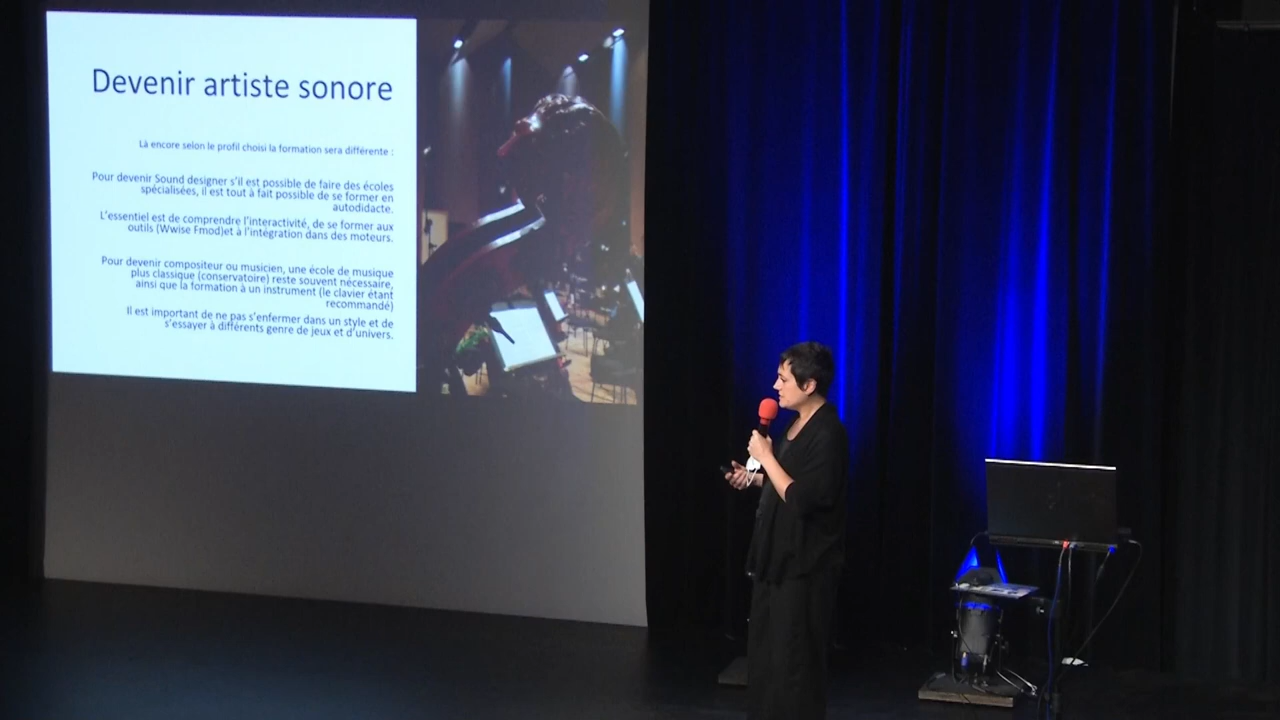 Devenir artiste sonore
Là encore selon le profil choisi la formation sera différente :
Pour devenir Sound designer s'il est possible de faire des écoles
spécialisées, il est tout à fait possible de se former en
autodidacte.
L'essentiel est de comprendre l'interactivité, de se former aux
outils (Wwise Fmod)et à l'intégration dans des moteurs.
Pour devenir compositeur ou musicien, une école de musique
plus classique (conservatoire) reste souvent nécessaire,
ainsi que la formation à un instrument (le clavier étant
recommandé)
Il est important de ne pas s'enfermer dans un style et de
s'essayer à différents genre de jeux et d'univers.